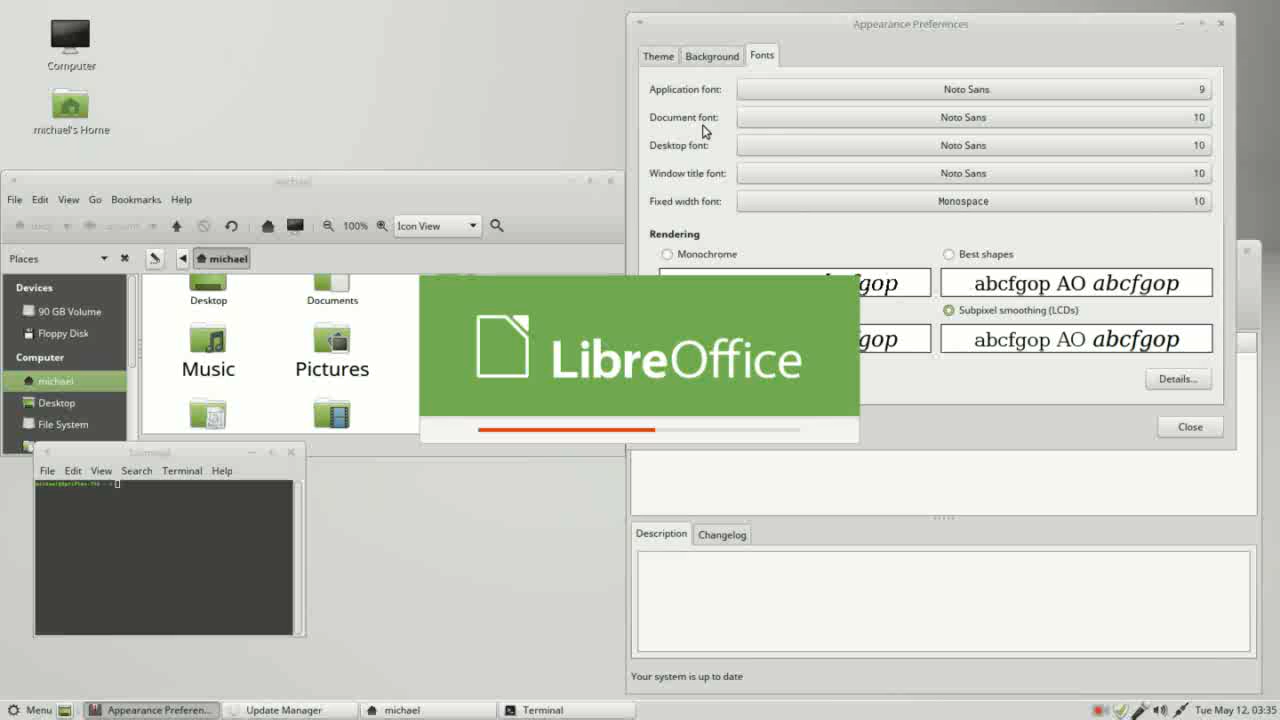 Computer
michael's Home
Appearance Preferences
Theme Background Fonts
Application font: Noto Sans 9
Document font: Noto Sans 10
Desktop font: Noto Sans 10
Window title font: Noto Sans 10
Fixed width font: Monospace 10
Rendering
Monochrome Best shapes
gop abcfgop AO abcfgop
Subpixel smoothing (LCDs)
gop abcfgop AO abcfgop
Details...
Close
michael
File Edit View Go Bookmarks Help
100% Icon View
Places michael
Devices
90 GB Volume
Floppy Disk
Computer
michael
Desktop
File System
Desktop Documents
Music Pictures
LibreOffice
Terminal
File Edit View Search Terminal Help
Description Changelog
Your system is up to date
Menu Appearance Preferen... Update Manager michael Terminal Tue May 12, 03:35